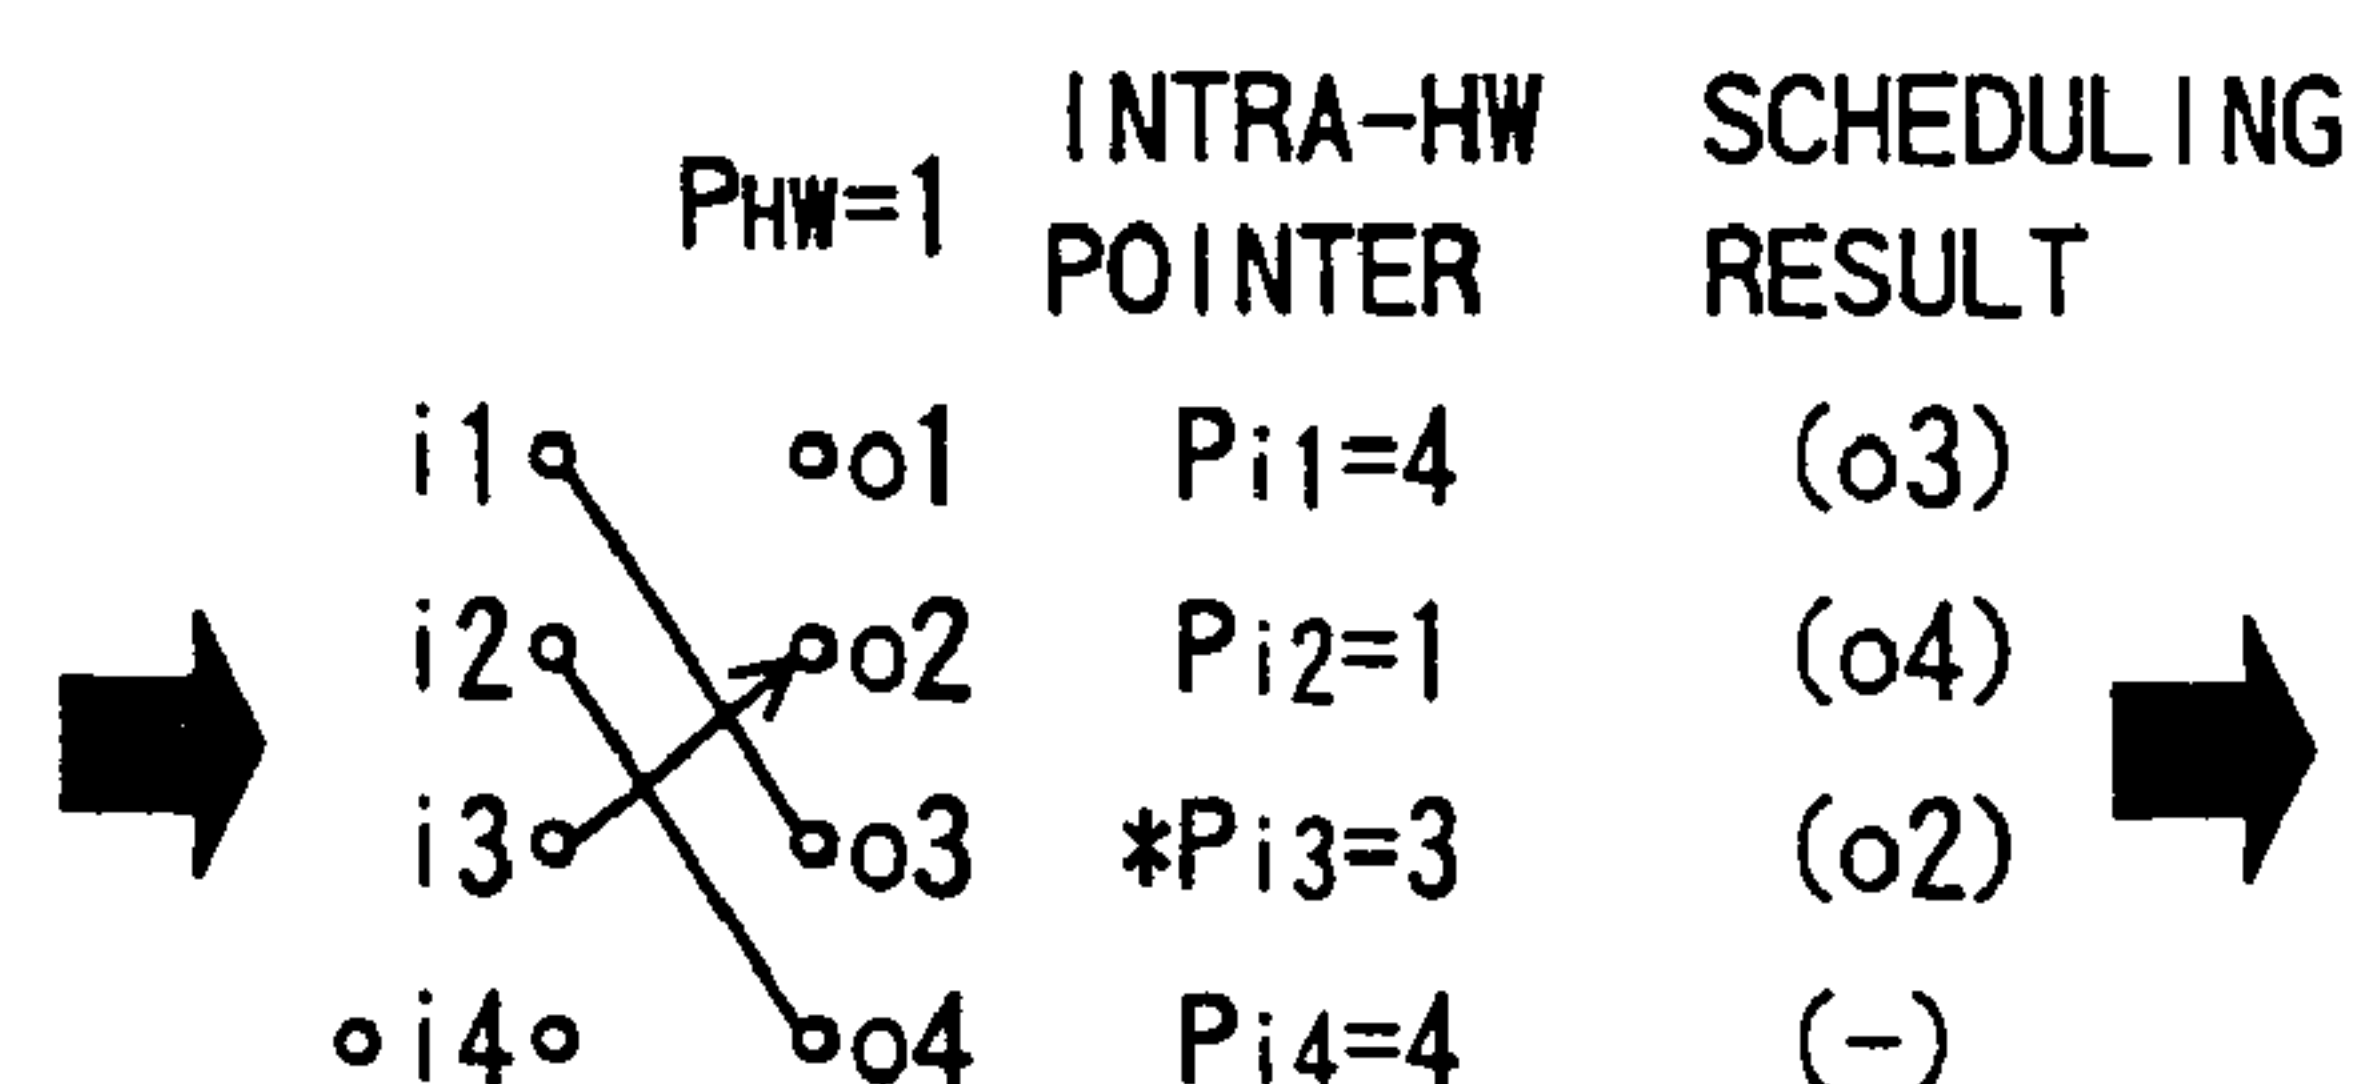 PHW=1 INTRA-HW POINTER SCHEDULING RESULT
i1 o1 Pi1=4 (o3)
i2 o2 Pi2=1 (o4)
i3 o3 *Pi3=3 (o2)
i4 o4 Pi4=4 (-)